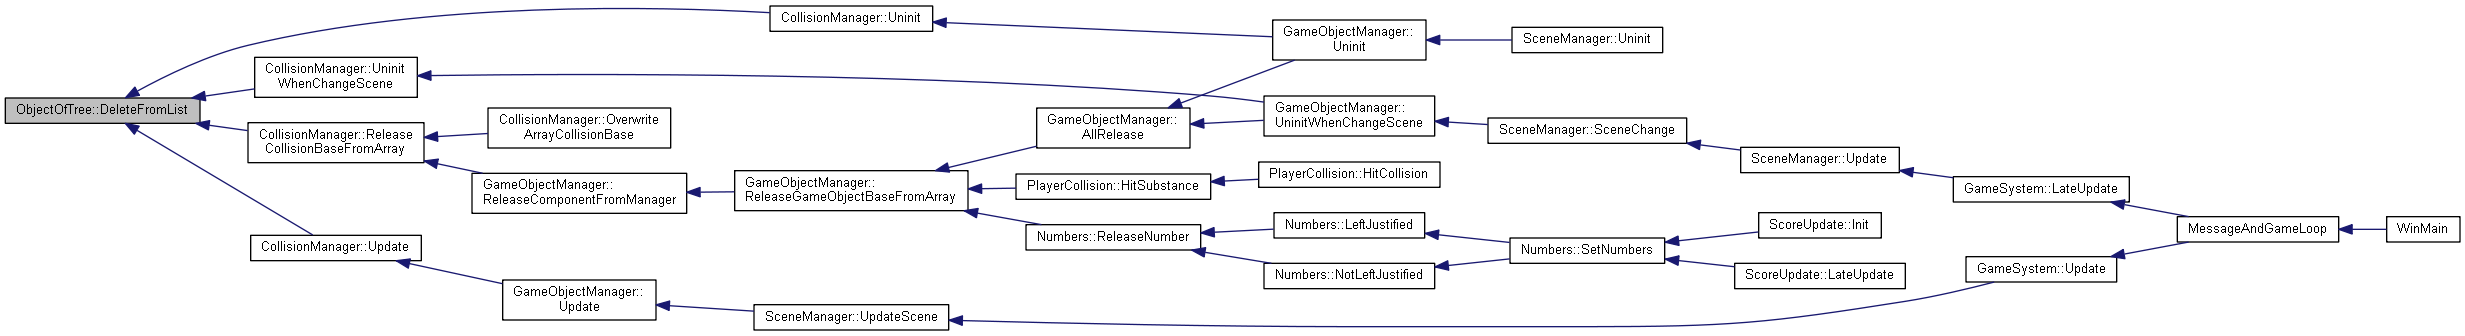 ObjectOfTree::DeleteFromList
CollisionManager::Uninit
CollisionManager::Uninit
WhenChangeScene
CollisionManager::Release
CollisionBaseFromArray
CollisionManager::Update
CollisionManager::Overwrite
ArrayCollisionBase
GameObjectManager::
ReleaseComponentFromManager
GameObjectManager::
Update
GameObjectManager::
ReleaseGameObjectBaseFromArray
SceneManager::UpdateScene
GameObjectManager::
AllRelease
PlayerCollision::HitSubstance
Numbers::ReleaseNumber
GameObjectManager::
Uninit
GameObjectManager::
UninitWhenChangeScene
PlayerCollision::HitCollision
Numbers::LeftJustified
Numbers::NotLeftJustified
SceneManager::Uninit
SceneManager::SceneChange
Numbers::SetNumbers
SceneManager::Update
ScoreUpdate::Init
ScoreUpdate::LateUpdate
GameSystem::LateUpdate
GameSystem::Update
MessageAndGameLoop
WinMain